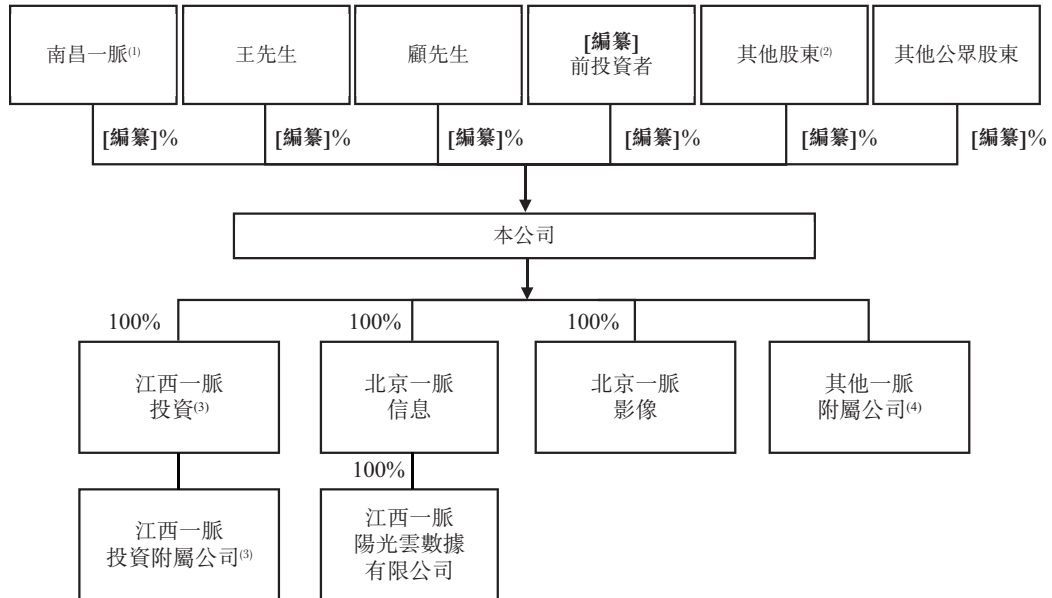 南昌一脈(1)
王先生
顧先生
[編纂]
前投資者
其他股東(2)
其他公眾股東
[編纂]%
[編纂]%
[編纂]%
[編纂]%
[編纂]%
[編纂]%
本公司
100%
100%
100%
江西一脈
投資(3)
北京一脈
信息
北京一脈
影像
其他一脈
附屬公司(4)
100%
江西一脈
投資附屬公司(3)
江西一脈
陽光雲數據
有限公司